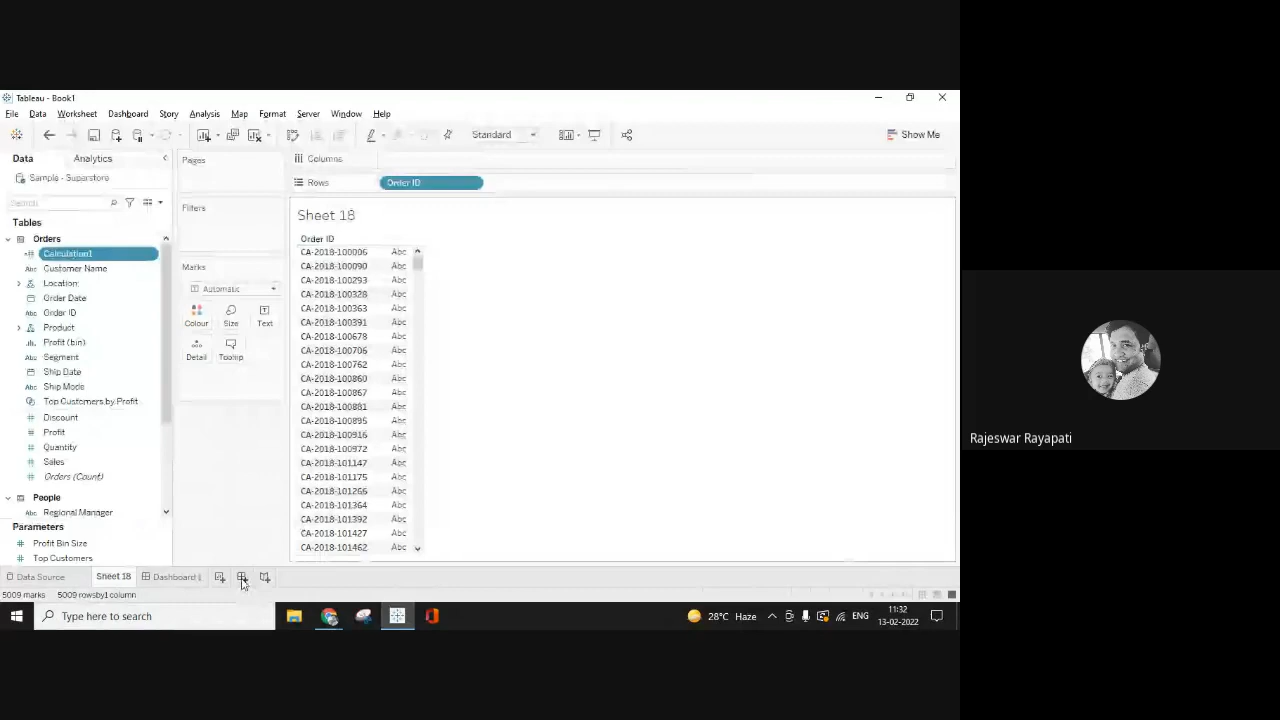 Tableau - Book1
File Data Worksheet Dashboard Story Analysis Map Format Server Window Help
Standard
Show Me
Data Analytics
Sample - Superstore
Search
Tables
Orders
Calculation1
Abc Customer Name
Location
Order Date
Abc Order ID
Product
Profit (bin)
Abc Segment
Ship Date
Abc Ship Mode
Top Customers by Profit
Discount
Profit
Quantity
Sales
Orders (Count)
People
Abc Regional Manager
Parameters
Profit Bin Size
Top Customers
Pages
Filters
Marks
Automatic
Colour Size Text
Detail Tooltip
Columns
Rows Order ID
Sheet 18
Order ID
CA-2018-100006 Abc
CA-2018-100090 Abc
CA-2018-100293 Abc
CA-2018-100328 Abc
CA-2018-100363 Abc
CA-2018-100391 Abc
CA-2018-100678 Abc
CA-2018-100706 Abc
CA-2018-100762 Abc
CA-2018-100860 Abc
CA-2018-100867 Abc
CA-2018-100881 Abc
CA-2018-100895 Abc
CA-2018-100916 Abc
CA-2018-100972 Abc
CA-2018-101147 Abc
CA-2018-101175 Abc
CA-2018-101266 Abc
CA-2018-101364 Abc
CA-2018-101392 Abc
CA-2018-101427 Abc
CA-2018-101462 Abc
Data Source Sheet 18 Dashboard 1
5009 marks 5009 rows by 1 column
Type here to search
28°C Haze
ENG
11:32
13-02-2022
Rajeswar Rayapati